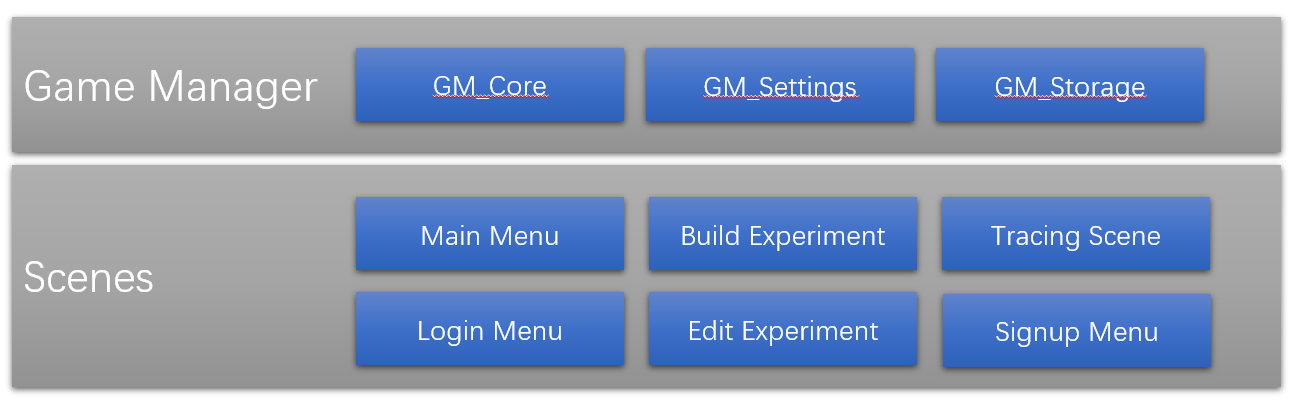 Game Manager
GM_Core
GM_Settings
GM_Storage
Scenes
Main Menu
Build Experiment
Tracing Scene
Login Menu
Edit Experiment
Signup Menu